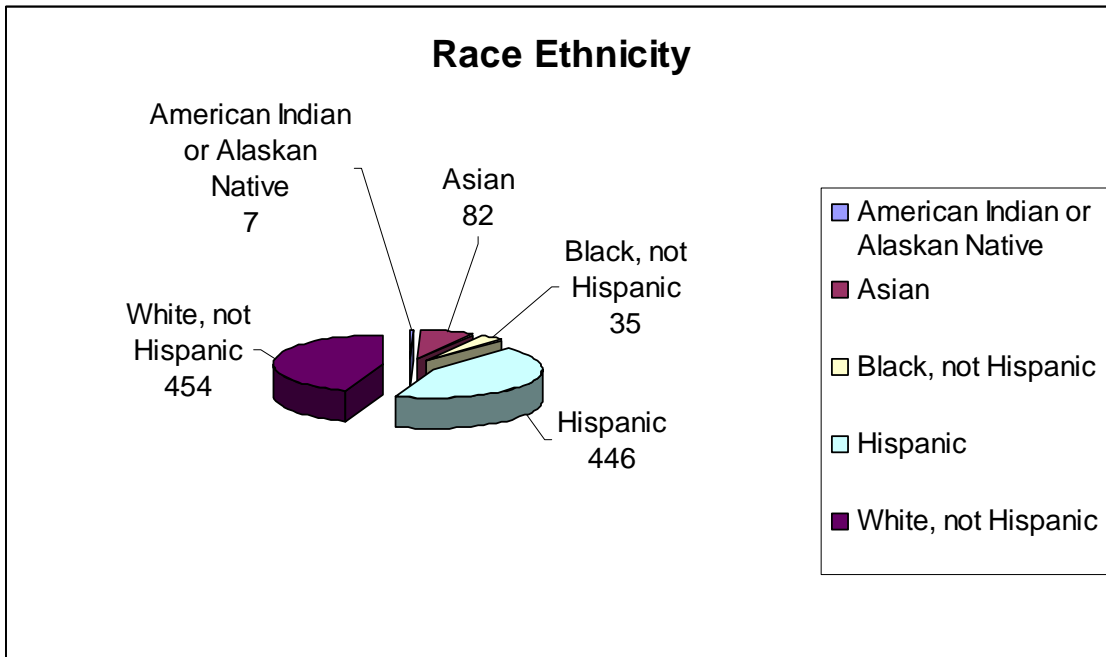 Race Ethnicity
American Indian
or Alaskan
Native
7
Asian
82
Black, not
Hispanic
35
White, not
Hispanic
454
Hispanic
446
American Indian or
Alaskan Native
Asian
Black, not Hispanic
Hispanic
White, not Hispanic